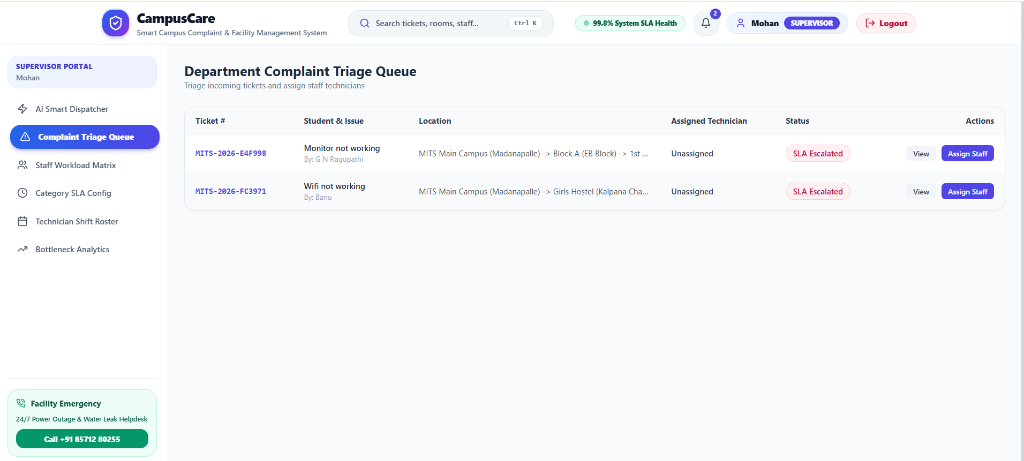 CampusCare
Smart Campus Complaint & Facility Management System
Search tickets, rooms, staff...
Ctrl K
99.8% System SLA Health
2
Mohan SUPERVISOR
Logout
SUPERVISOR PORTAL
Mohan
AI Smart Dispatcher
Complaint Triage Queue
Staff Workload Matrix
Category SLA Config
Technician Shift Roster
Bottleneck Analytics
Facility Emergency
24/7 Power Outage & Water Leak Helpdesk
Call +91 85712 80255
Department Complaint Triage Queue
Triage incoming tickets and assign staff technicians
Ticket # Student & Issue Location Assigned Technician Status Actions
MITS-2026-E4F998 Monitor not working MITS Main Campus (Madanapalle) -> Block A (EB Block) -> 1st ... Unassigned SLA Escalated View Assign Staff
By: G N Ragupathi
MITS-2026-FC3971 Wifi not working MITS Main Campus (Madanapalle) -> Girls Hostel (Kalpana Cha... Unassigned SLA Escalated View Assign Staff
By: Banu